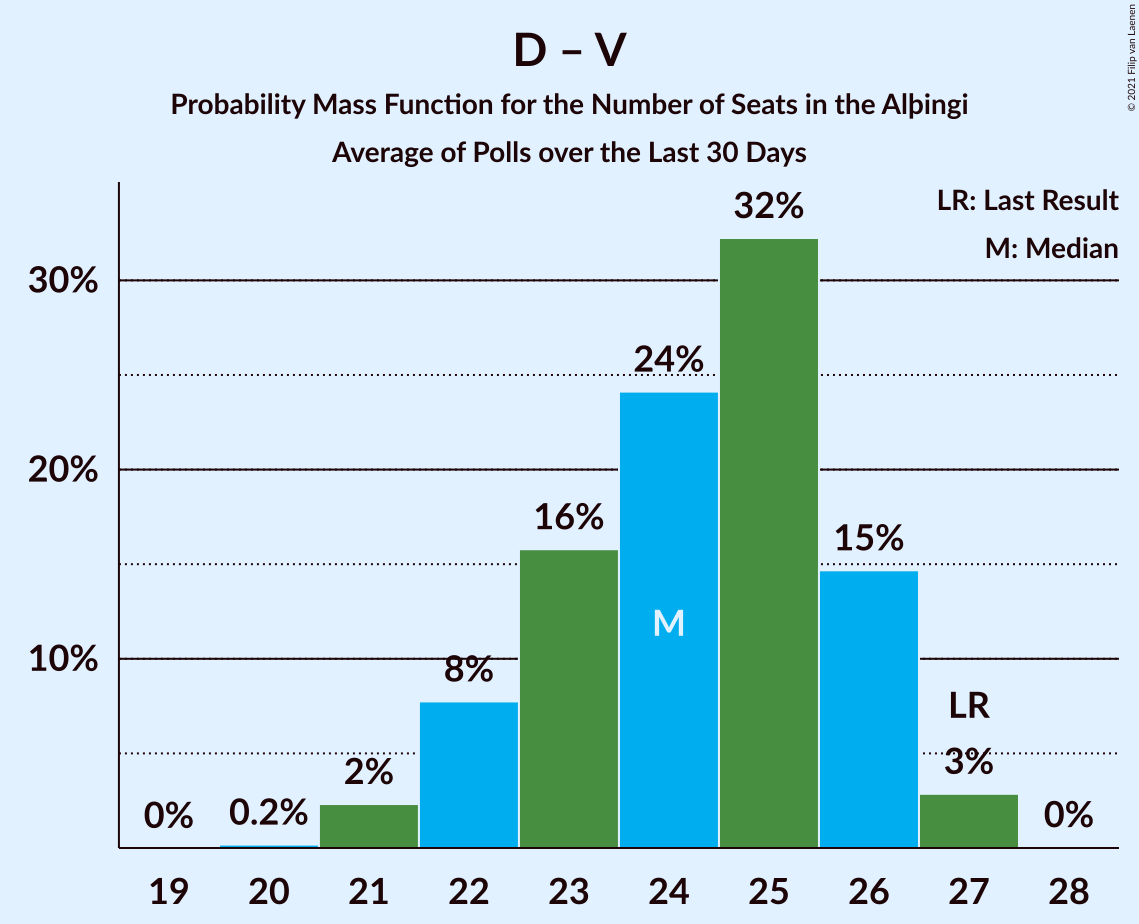 D – V
Probability Mass Function for the Number of Seats in the Alþingi
Average of Polls over the Last 30 Days
© 2021 Filip van Laenen
LR: Last Result
M: Median
30%
20%
10%
0%
0.2%
2%
8%
16%
24%
32%
15%
3%
0%
M
LR
19 20 21 22 23 24 25 26 27 28